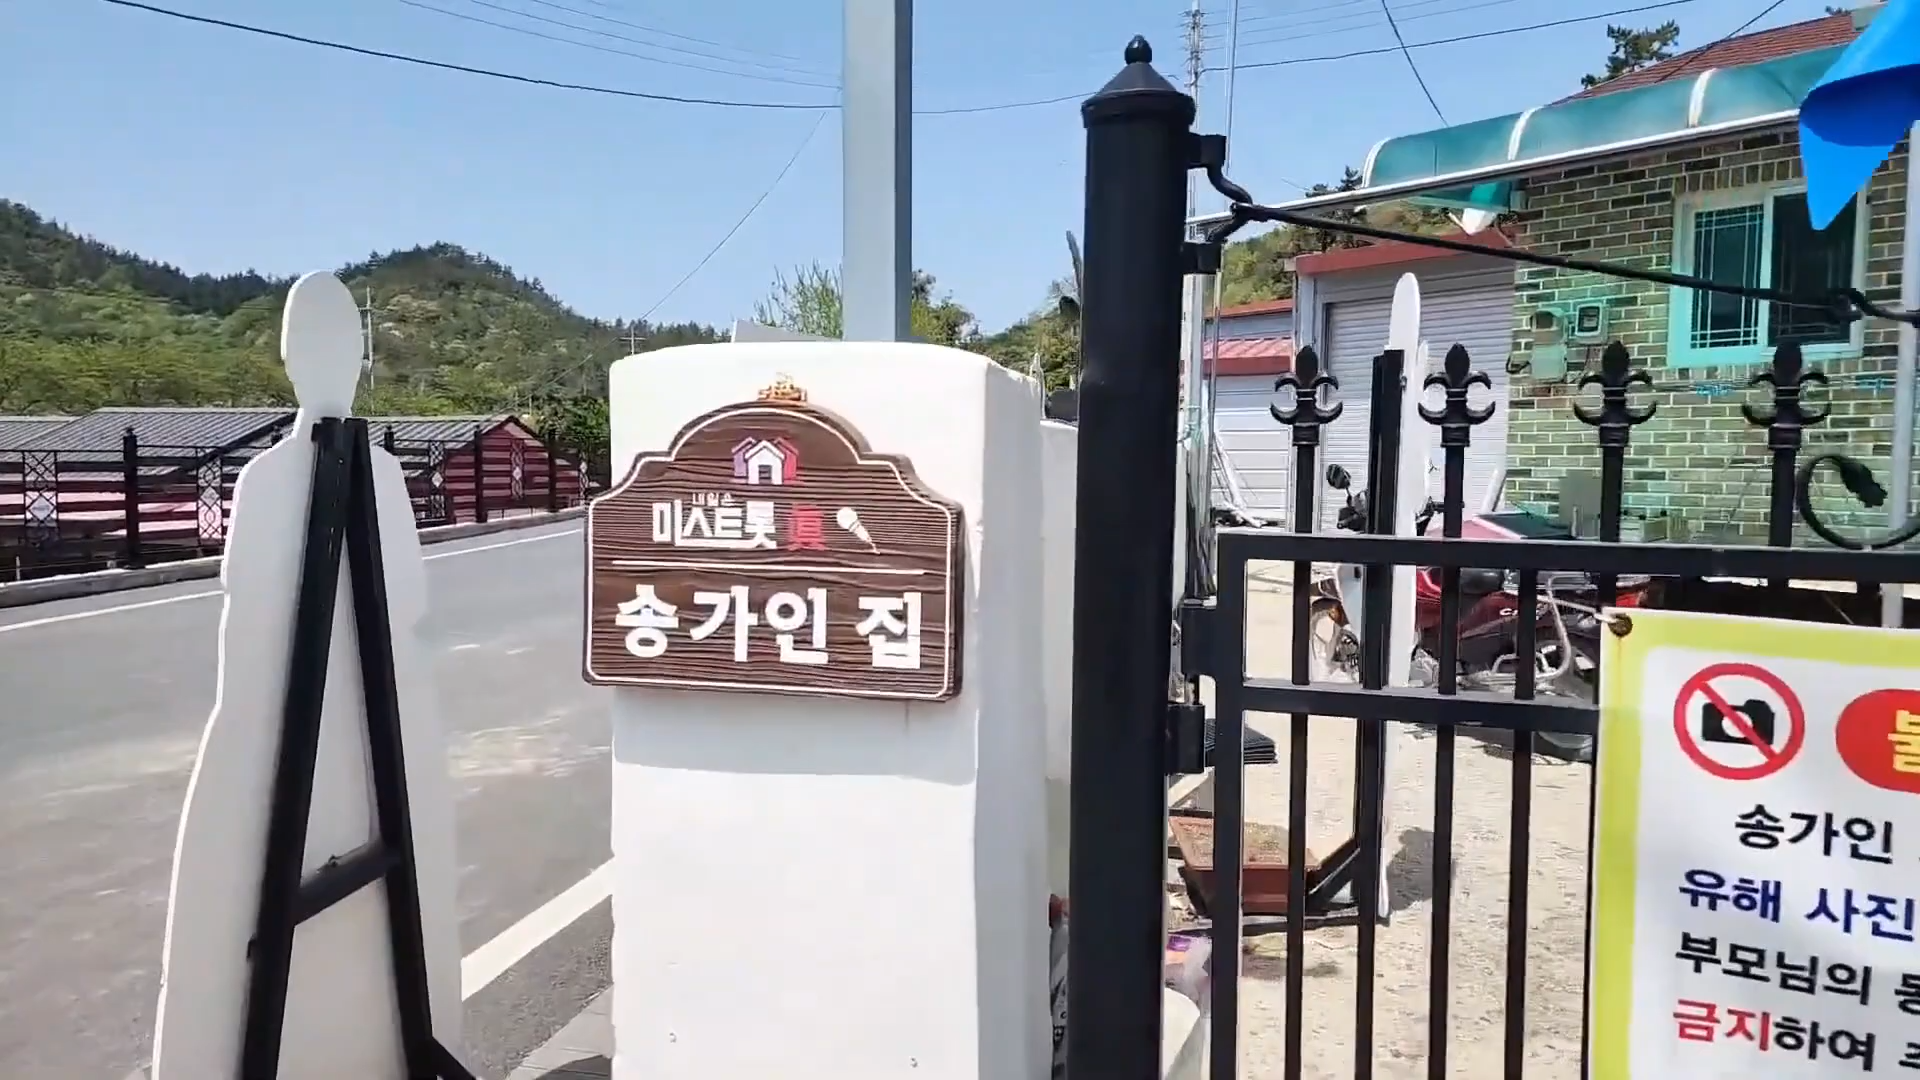 내일은
미스트롯 眞
송가인 집
송가인
유해 사진
부모님의
금지하여